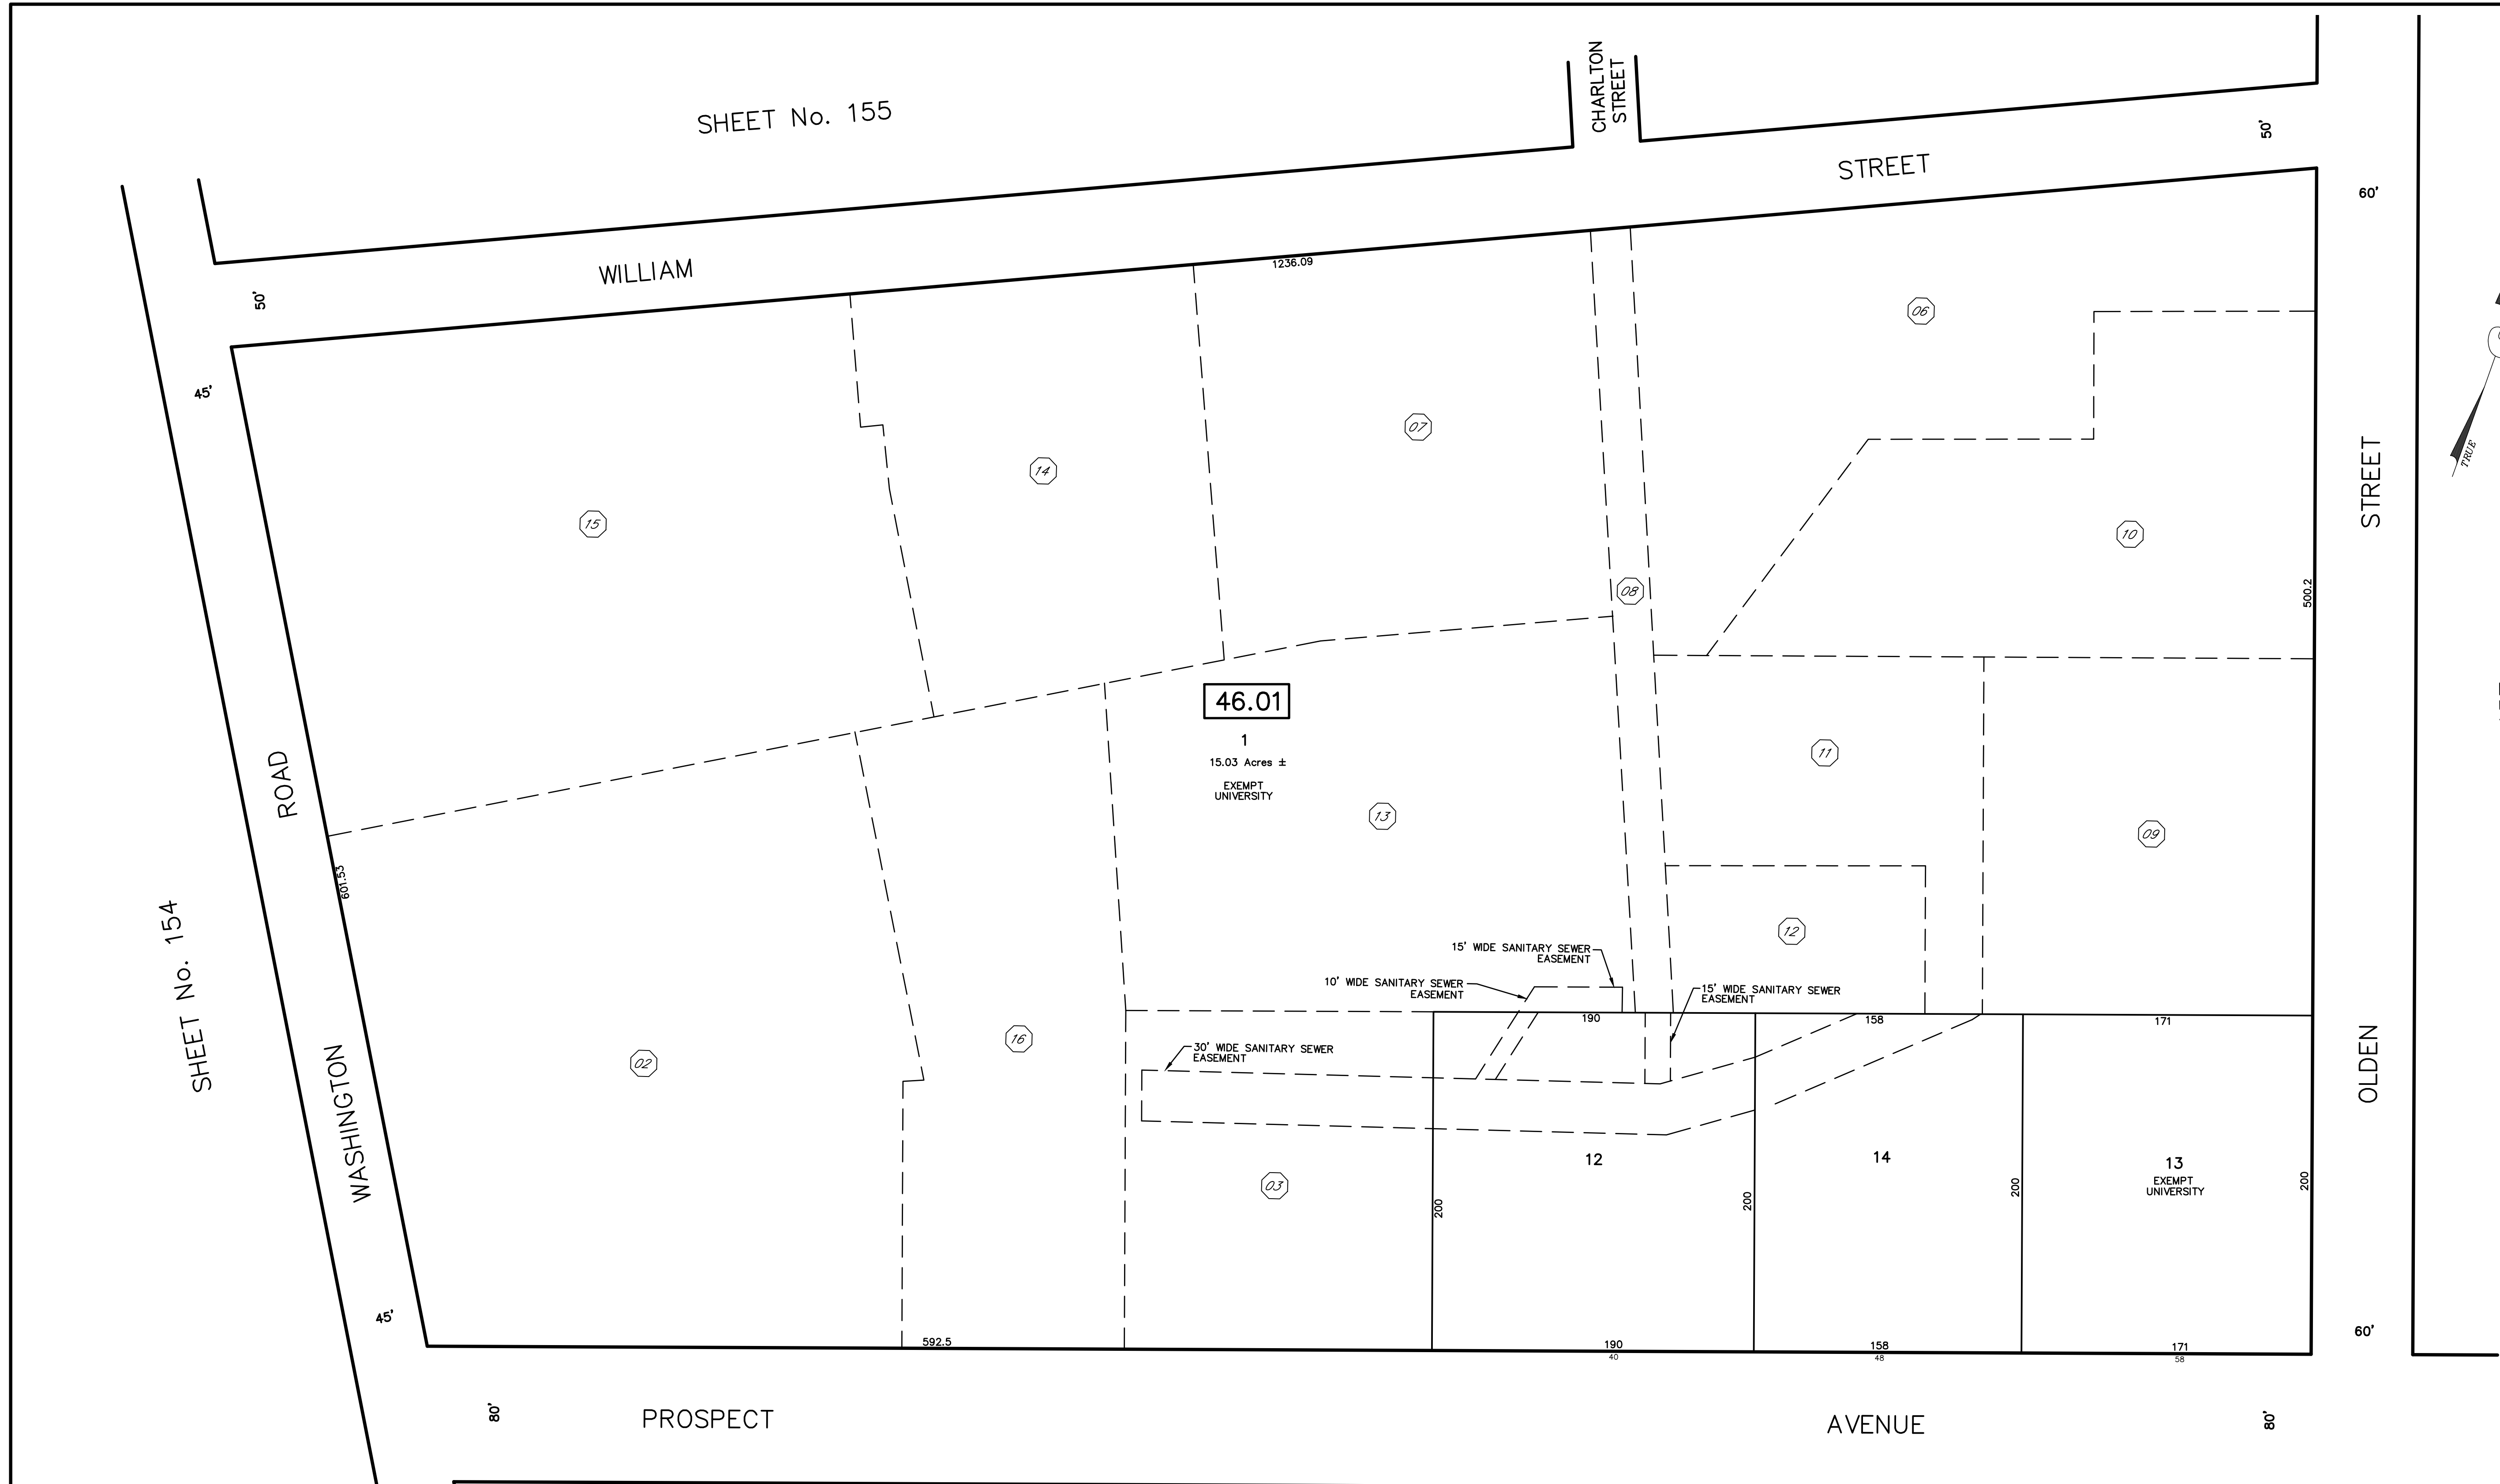 SHEET No. 155
CHARLTON
STREET
50'
STREET
60'
WILLIAM
1236.09
50'
45'
06
07
14
15
10
STREET
TRUE
08
500.2
46.01
1
15.03 Acres ±
EXEMPT
UNIVERSITY
ROAD
11
13
09
601.53
SHEET No. 154
12
15' WIDE SANITARY SEWER
EASEMENT
10' WIDE SANITARY SEWER
EASEMENT
15' WIDE SANITARY SEWER
EASEMENT
190
158
171
16
02
30' WIDE SANITARY SEWER
EASEMENT
OLDEN
WASHINGTON
03
12
14
13
EXEMPT
UNIVERSITY
200
200
200
200
45'
592.5
190
40
158
48
171
58
60'
80'
PROSPECT
AVENUE
80'